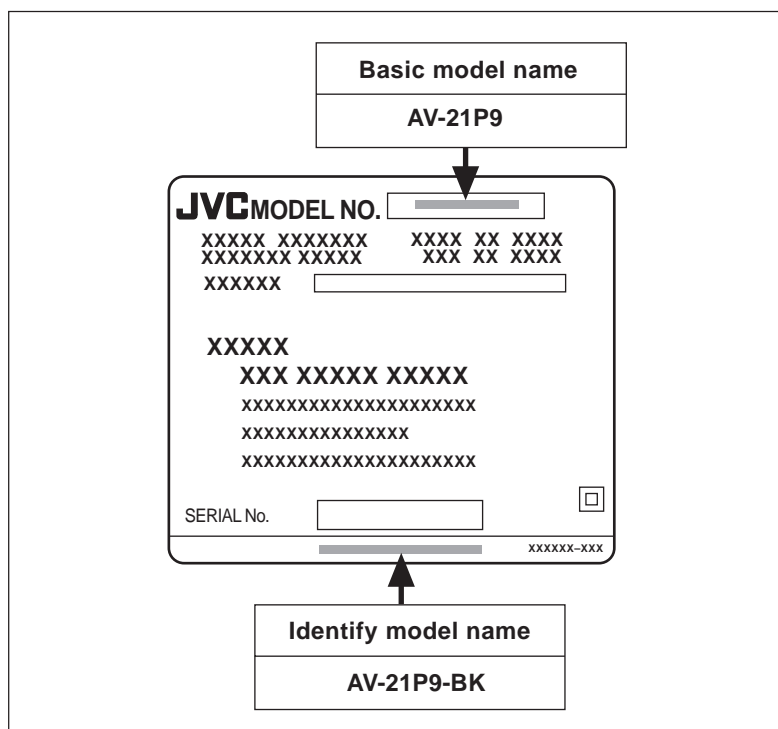 Basic model name
AV-21P9
JVC MODEL NO.
XXXXX XXXXXXX XXXX XX XXXX
XXXXXXX XXXXX XXX XX XXXX
XXXXXX
XXXXX
XXX XXXXX XXXXX
XXXXXXXXXXXXXXXXXXXXX
XXXXXXXXXXXXXXX
XXXXXXXXXXXXXXXXXXXXX
SERIAL No.
XXXXXX–XXX
Identify model name
AV-21P9-BK